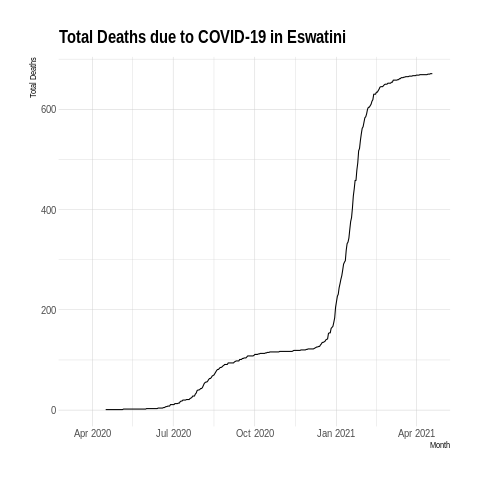 Total Deaths due to COVID-19 in Eswatini
Total Deaths
600
400
200
0
Apr 2020 Jul 2020 Oct 2020 Jan 2021 Apr 2021
Month